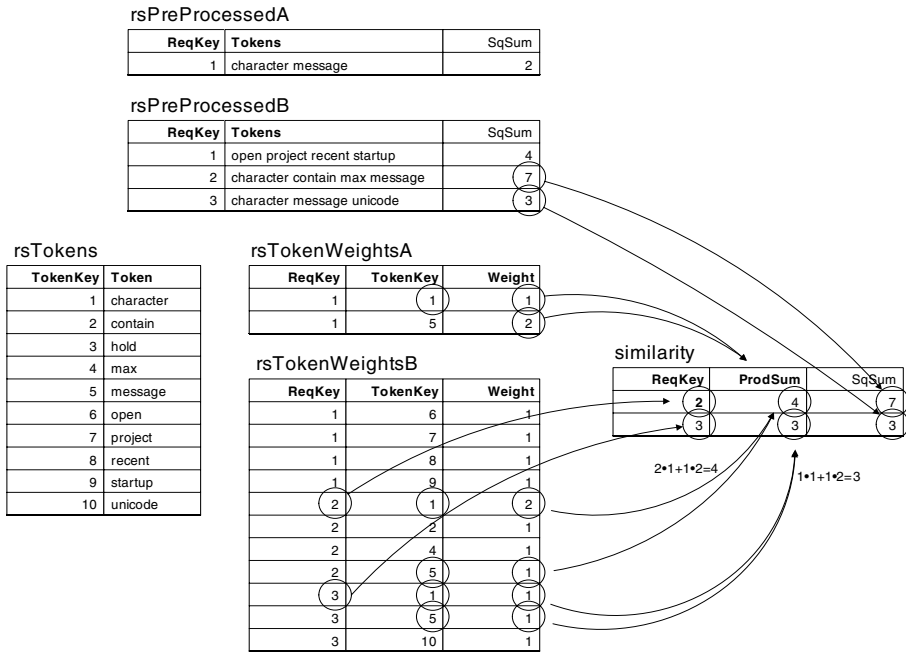 rsPreProcessedA
ReqKey Tokens SqSum
1 character message 2
rsPreProcessedB
ReqKey Tokens SqSum
1 open project recent startup 4
2 character contain max message 7
3 character message unicode 3
rsTokens
TokenKey Token
1 character
2 contain
3 hold
4 max
5 message
6 open
7 project
8 recent
9 startup
10 unicode
rsTokenWeightsA
ReqKey TokenKey Weight
1 1 1
1 5 2
rsTokenWeightsB
ReqKey TokenKey Weight
1 6 1
1 7 1
1 8 1
1 9 1
2 1 2
2 2 1
2 4 1
2 5 1
3 1 1
3 5 1
3 10 1
similarity
ReqKey ProdSum SqSum
2 4 7
3 3 3
2•1+1•2=4
1•1+1•2=3